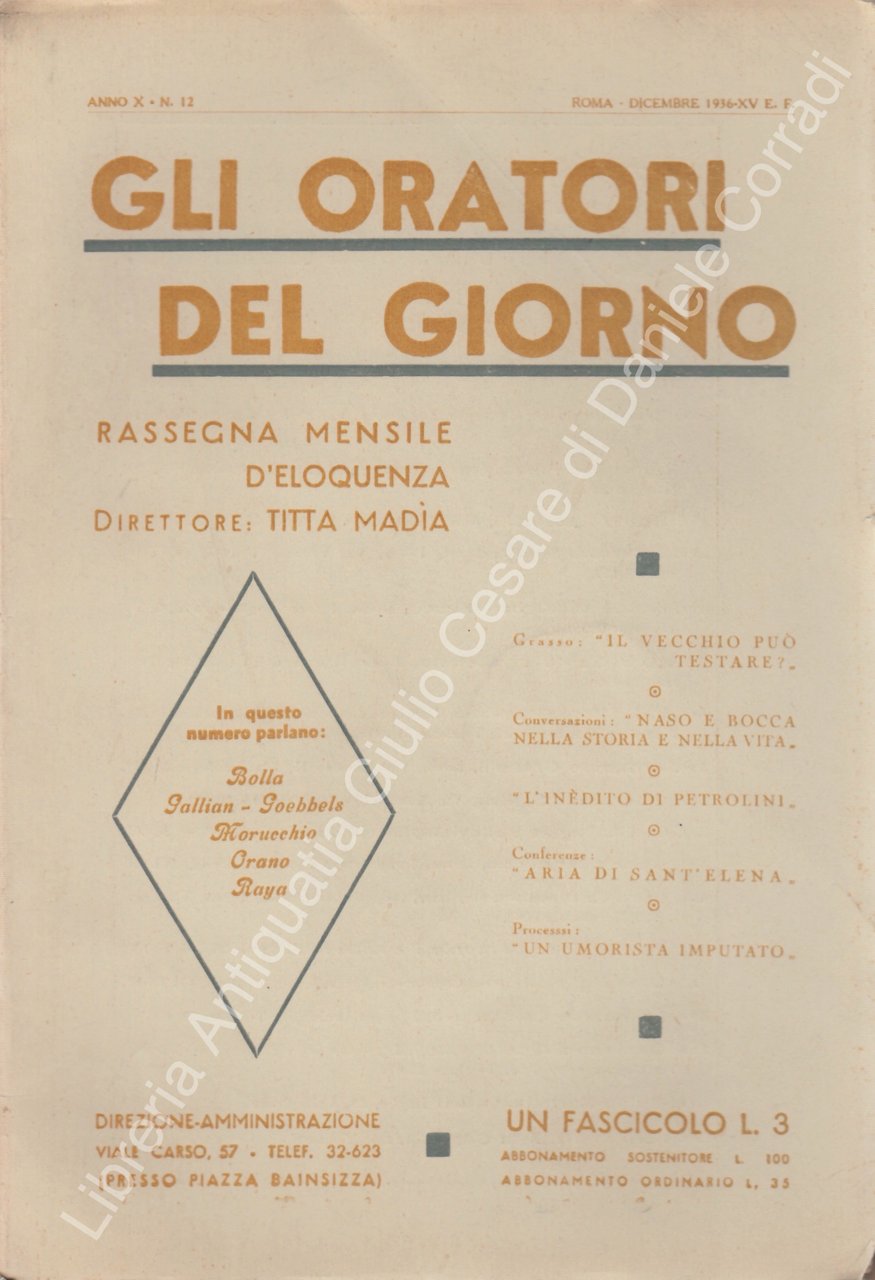 ANNO X • N. 12
ROMA - DICEMBRE 1936-XV E. F.
GLI ORATORI
DEL GIORNO
RASSEGNA MENSILE
D'ELOQUENZA
DIRETTORE: TITTA MADÌA
In questo
numero parlano:
Bolla
Gallian - Goebbels
Morucchio
Orano
Raya
Grasso: "IL VECCHIO PUÒ
TESTARE?„
Conversazioni: "NASO E BOCCA
NELLA STORIA E NELLA VITA„
"L'INÈDITO DI PETROLINI„
Conferenze:
"ARIA DI SANT'ELENA„
Processsi:
"UN UMORISTA IMPUTATO„
DIREZIONE-AMMINISTRAZIONE
VIALE CARSO, 57 • TELEF. 32-623
(PRESSO PIAZZA BAINSIZZA)
UN FASCICOLO L. 3
ABBONAMENTO SOSTENITORE L. 100
ABBONAMENTO ORDINARIO L, 35
Libreria Antiquatia Giulio Cesare di Daniele Corradi